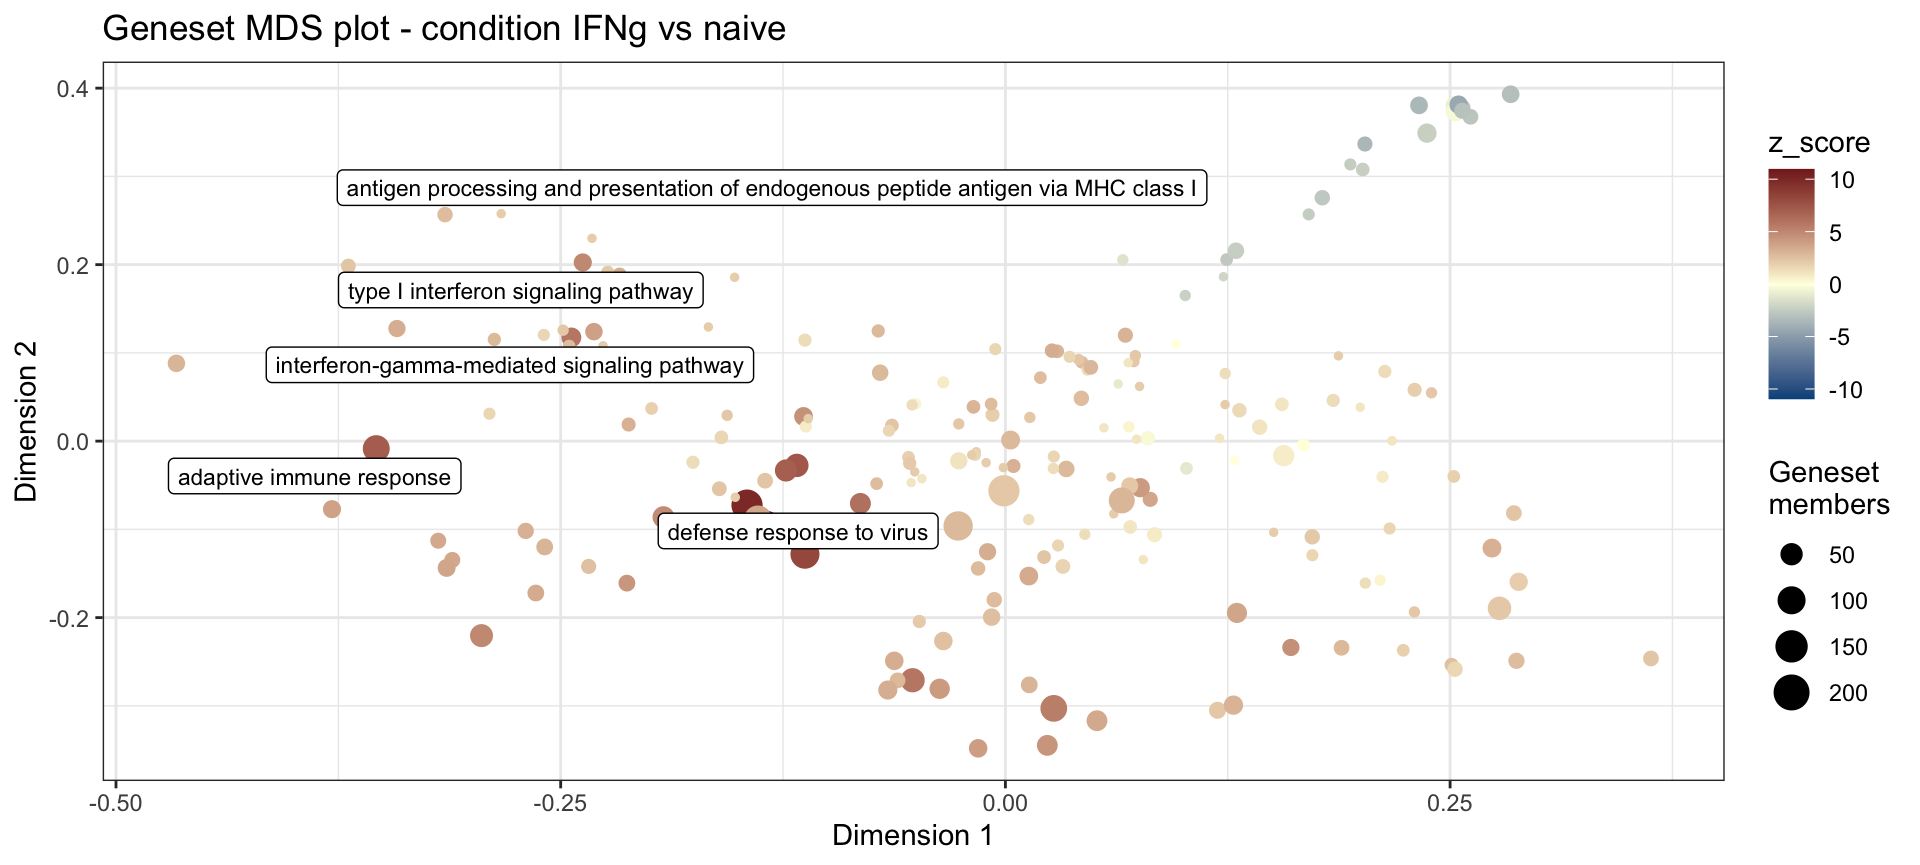 Geneset MDS plot - condition IFNg vs naive
0.4
0.2
0.0
-0.2
Dimension 2
antigen processing and presentation of endogenous peptide antigen via MHC class I
type I interferon signaling pathway
interferon-gamma-mediated signaling pathway
adaptive immune response
defense response to virus
-0.50
-0.25
0.00
0.25
Dimension 1
z_score
10
5
0
-5
-10
Geneset
members
50
100
150
200